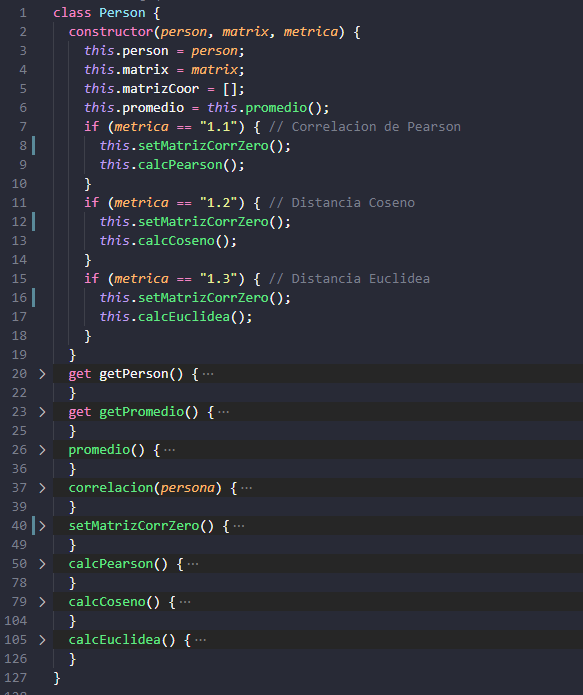 1 class Person {
2 constructor(person, matrix, metrica) {
3 this.person = person;
4 this.matrix = matrix;
5 this.matrizCoor = [];
6 this.promedio = this.promedio();
7 if (metrica == "1.1") { // Correlacion de Pearson
8 this.setMatrizCorrZero();
9 this.calcPearson();
10 }
11 if (metrica == "1.2") { // Distancia Coseno
12 this.setMatrizCorrZero();
13 this.calcCoseno();
14 }
15 if (metrica == "1.3") { // Distancia Euclidea
16 this.setMatrizCorrZero();
17 this.calcEuclidea();
18 }
19 }
20 > get getPerson() { ···
22 }
23 > get getPromedio() { ···
25 }
26 > promedio() { ···
36 }
37 > correlacion(persona) { ···
39 }
40 > setMatrizCorrZero() { ···
49 }
50 > calcPearson() { ···
78 }
79 > calcCoseno() { ···
104 }
105 > calcEuclidea() { ···
126 }
127 }